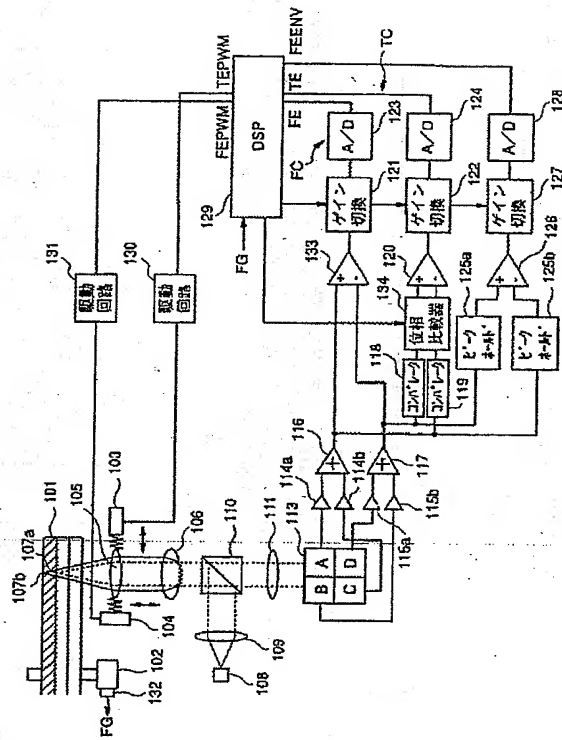 FG
132
102
107b
107a
101
105
104
103
106
110
109
108
111
113
B A
C D
114a
114b
115a
115b
116
117
131
駆動
回路
130
駆動
回路
129
DSP
FEPWM
TEPWM
FEENV
TE
FE
FG
TC
FC
133
120
134
位相
比較器
118
コンパレータ
コンパレータ
119
125a
ピーク
ホールド
125b
ピーク
ホールド
126
ゲイン
切換
121
ゲイン
切換
122
ゲイン
切換
127
A/D
123
A/D
124
A/D
128